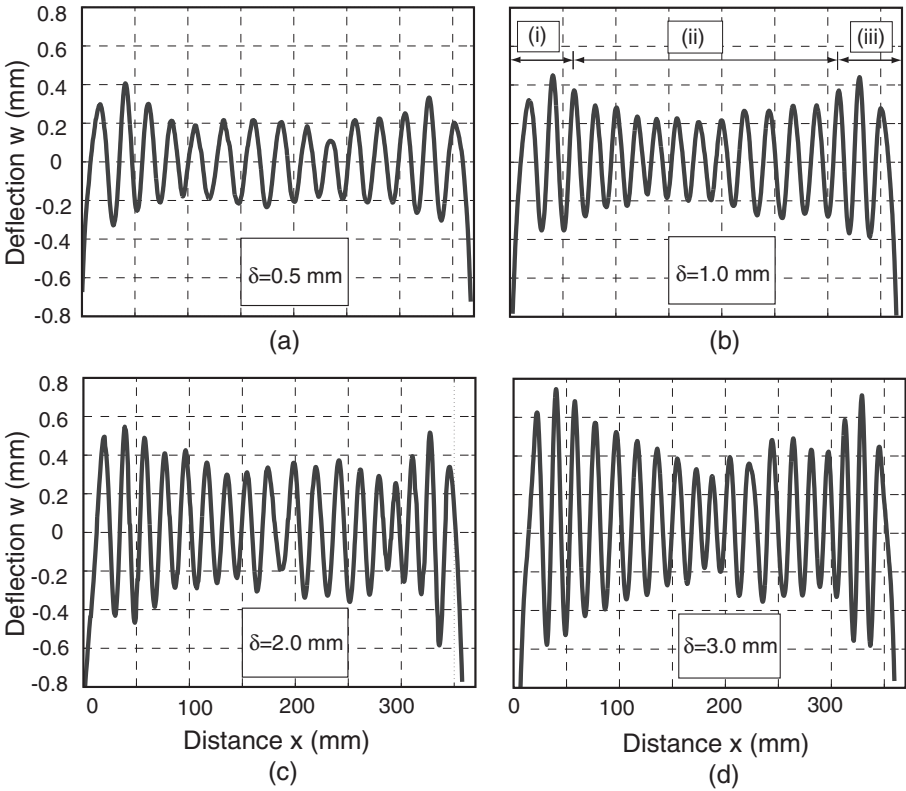 0.8
0.6
0.4
0.2
0
-0.2
-0.4
-0.6
-0.8
Deflection w (mm)
δ=0.5 mm
(a)
(i)
(ii)
(iii)
δ=1.0 mm
(b)
0.8
0.6
0.4
0.2
0
-0.2
-0.4
-0.6
-0.8
Deflection w (mm)
δ=2.0 mm
0 100 200 300
Distance x (mm)
(c)
δ=3.0 mm
0 100 200 300
Distance x (mm)
(d)